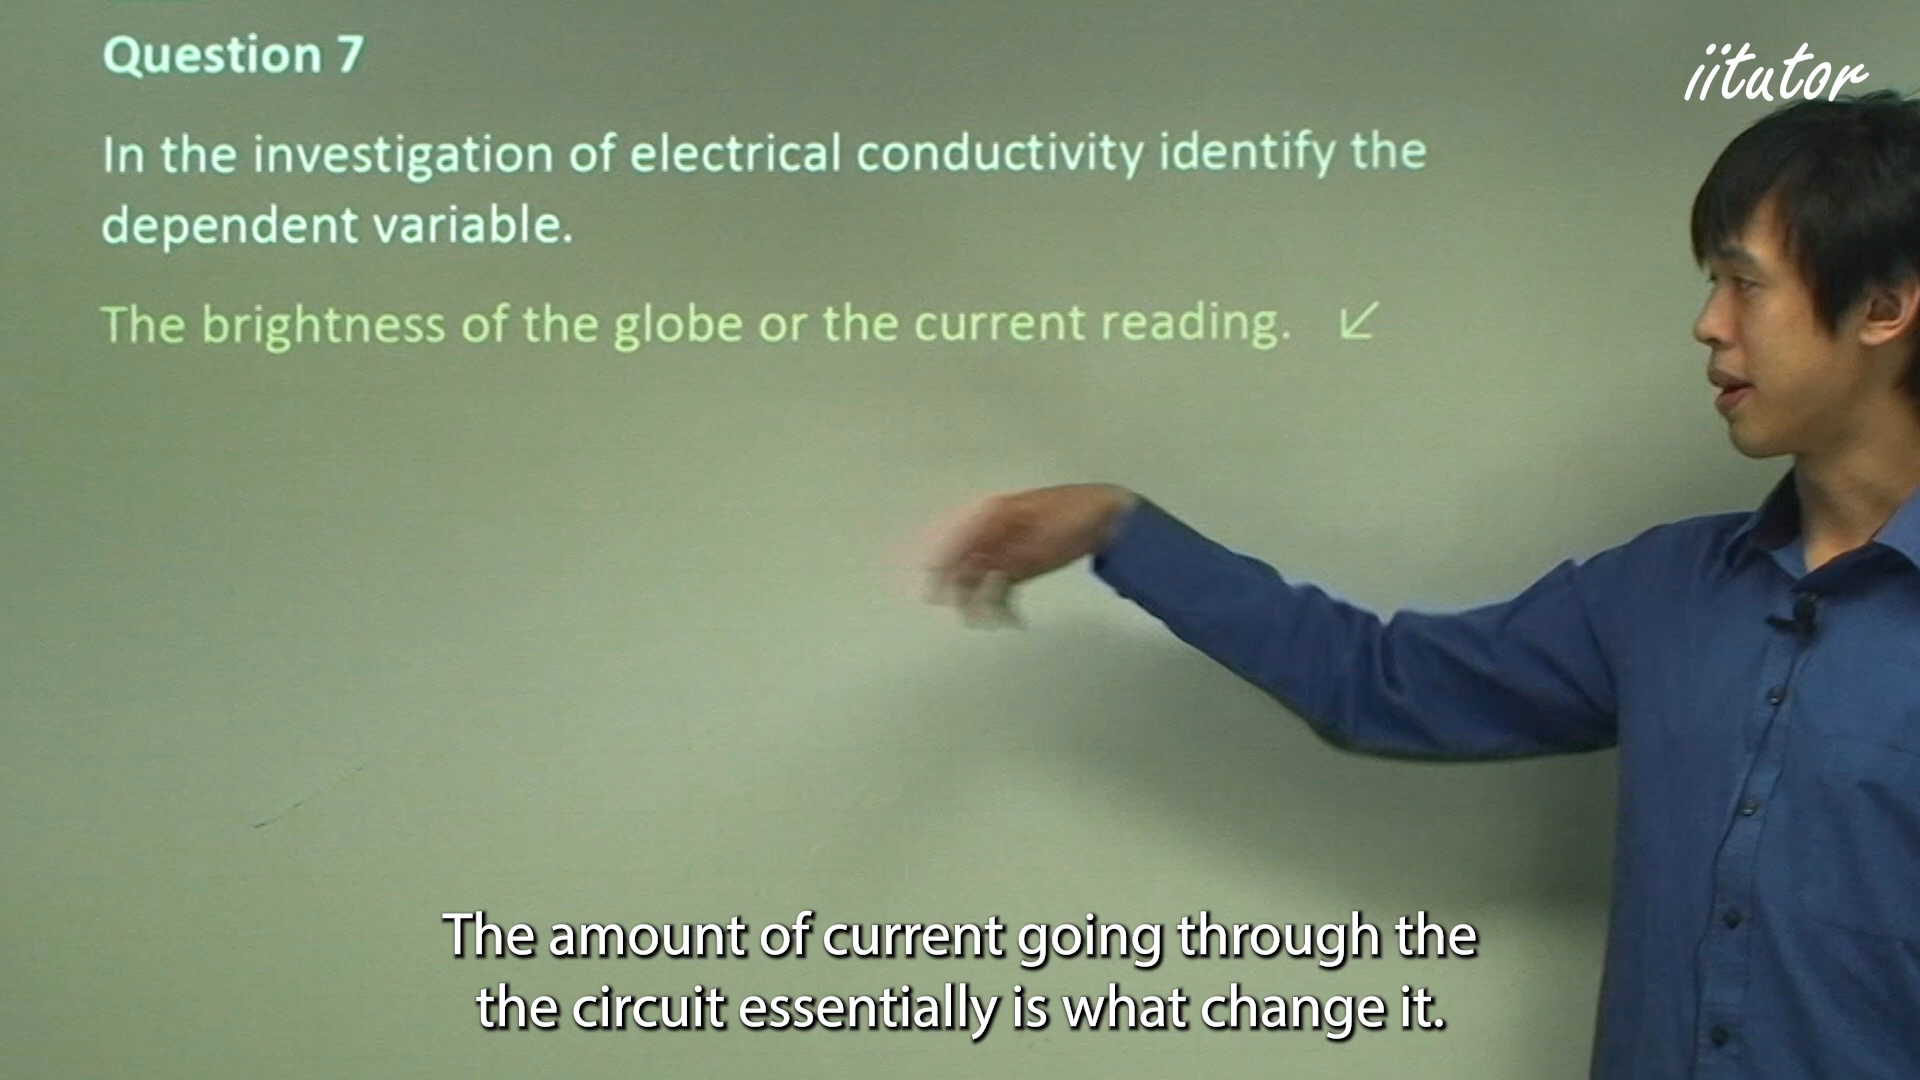 Question 7
iitutor
In the investigation of electrical conductivity identify the
dependent variable.
The brightness of the globe or the current reading. ↙
The amount of current going through the
the circuit essentially is what change it.